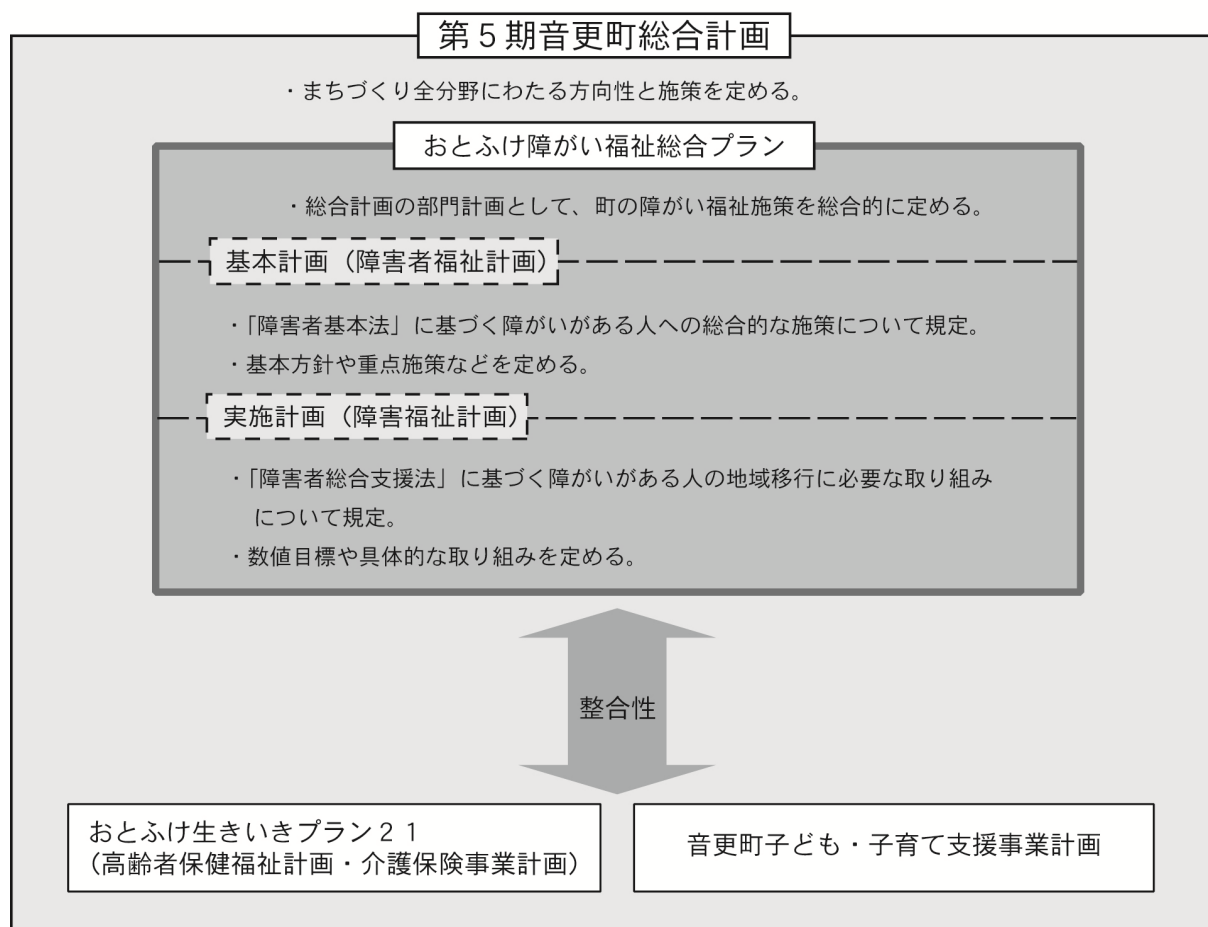 第５期音更町総合計画
・まちづくり全分野にわたる方向性と施策を定める。
おとふけ障がい福祉総合プラン
・総合計画の部門計画として、町の障がい福祉施策を総合的に定める。
基本計画（障害者福祉計画）
・「障害者基本法」に基づく障がいがある人への総合的な施策について規定。
・基本方針や重点施策などを定める。
実施計画（障害福祉計画）
・「障害者総合支援法」に基づく障がいがある人の地域移行に必要な取り組み
について規定。
・数値目標や具体的な取り組みを定める。
整合性
おとふけ生きいきプラン２１
（高齢者保健福祉計画・介護保険事業計画）
音更町子ども・子育て支援事業計画